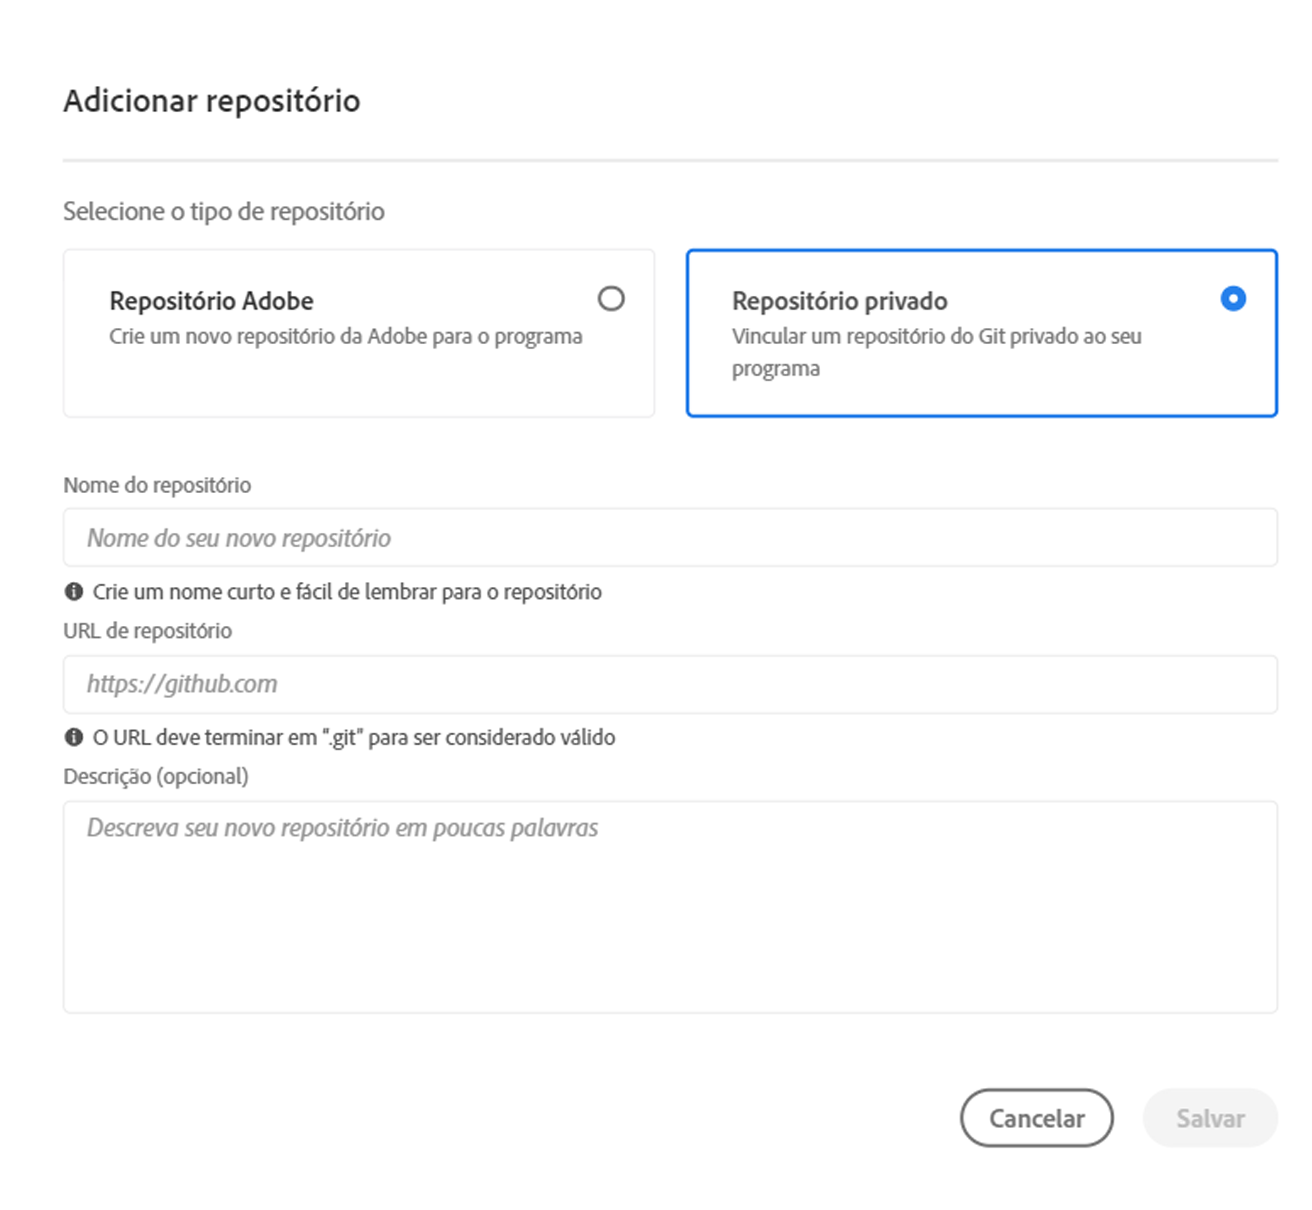 Adicionar repositório
Selecione o tipo de repositório
Repositório Adobe
Crie um novo repositório da Adobe para o programa
Repositório privado
Vincular um repositório do Git privado ao seu
programa
Nome do repositório
Nome do seu novo repositório
Crie um nome curto e fácil de lembrar para o repositório
URL de repositório
https://github.com
O URL deve terminar em “.git” para ser considerado válido
Descrição (opcional)
Descreva seu novo repositório em poucas palavras
Cancelar
Salvar